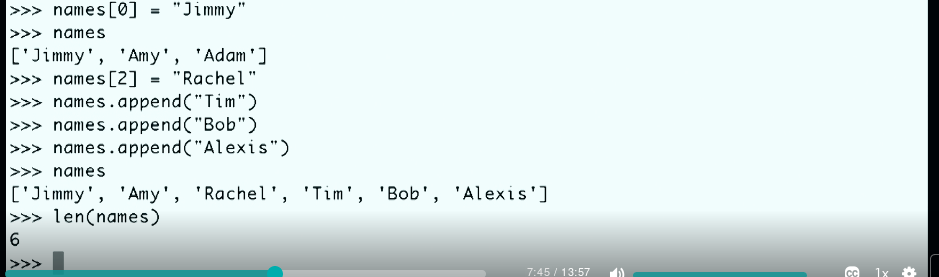 >>> names[0] = "Jimmy"
>>> names
['Jimmy', 'Amy', 'Adam']
>>> names[2] = "Rachel"
>>> names.append("Tim")
>>> names.append("Bob")
>>> names.append("Alexis")
>>> names
['Jimmy', 'Amy', 'Rachel', 'Tim', 'Bob', 'Alexis']
>>> len(names)
6
>>>
7:45 / 13:57 CC 1x